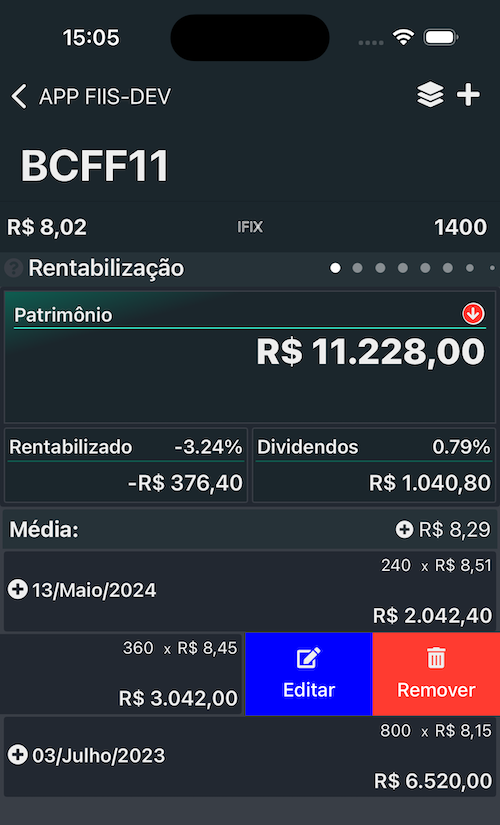 15:05
APP FIIS-DEV
BCFF11
R$ 8,02 IFIX 1400
? Rentabilização
Patrimônio
R$ 11.228,00
Rentabilizado -3.24% Dividendos 0.79%
-R$ 376,40 R$ 1.040,80
Média: R$ 8,29
240 x R$ 8,51
13/Maio/2024
R$ 2.042,40
360 x R$ 8,45
R$ 3.042,00 Editar Remover
800 x R$ 8,15
03/Julho/2023
R$ 6.520,00